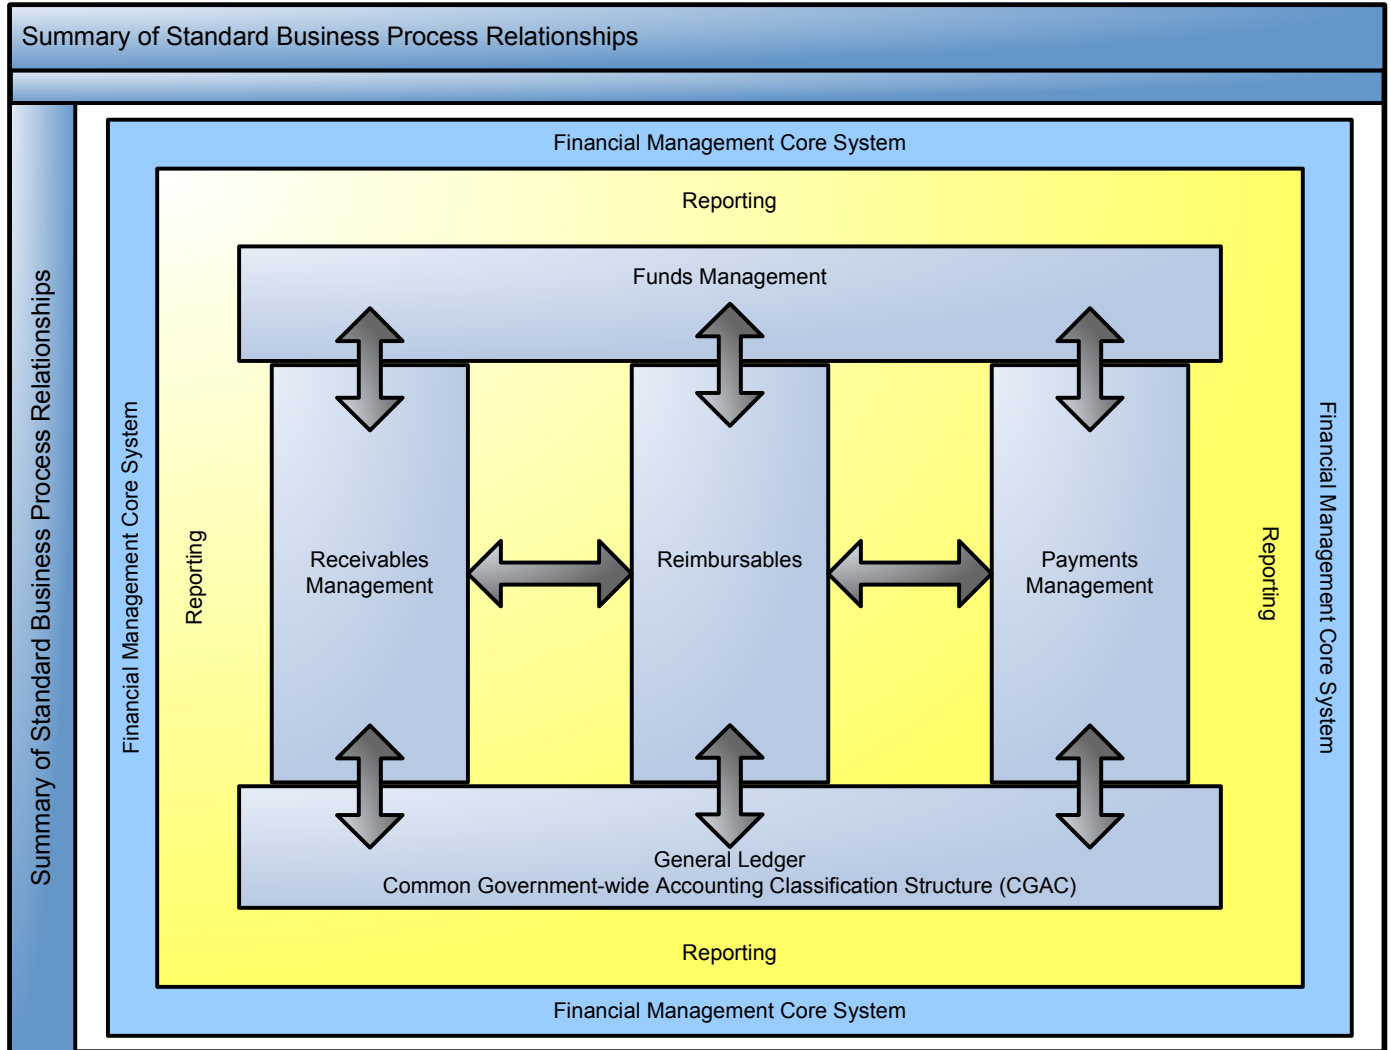 Summary of Standard Business Process Relationships
Summary of Standard Business Process Relationships
Financial Management Core System
Reporting
Funds Management
Financial Management Core System
Reporting
Receivables
Management
Reimbursables
Payments
Management
Reporting
Financial Management Core System
General Ledger
Common Government-wide Accounting Classification Structure (CGAC)
Reporting
Financial Management Core System